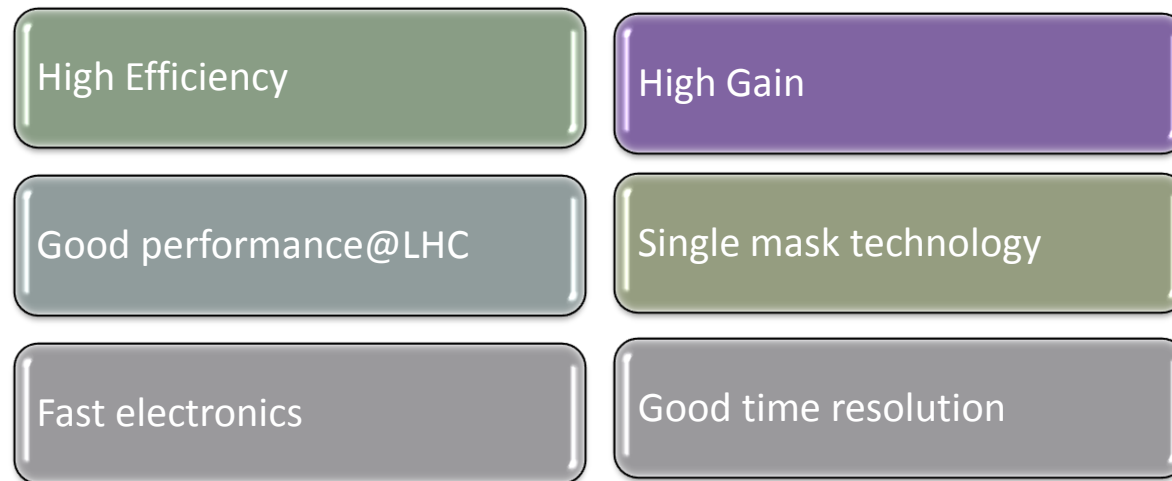 High Efficiency
High Gain
Good performance@LHC
Single mask technology
Fast electronics
Good time resolution